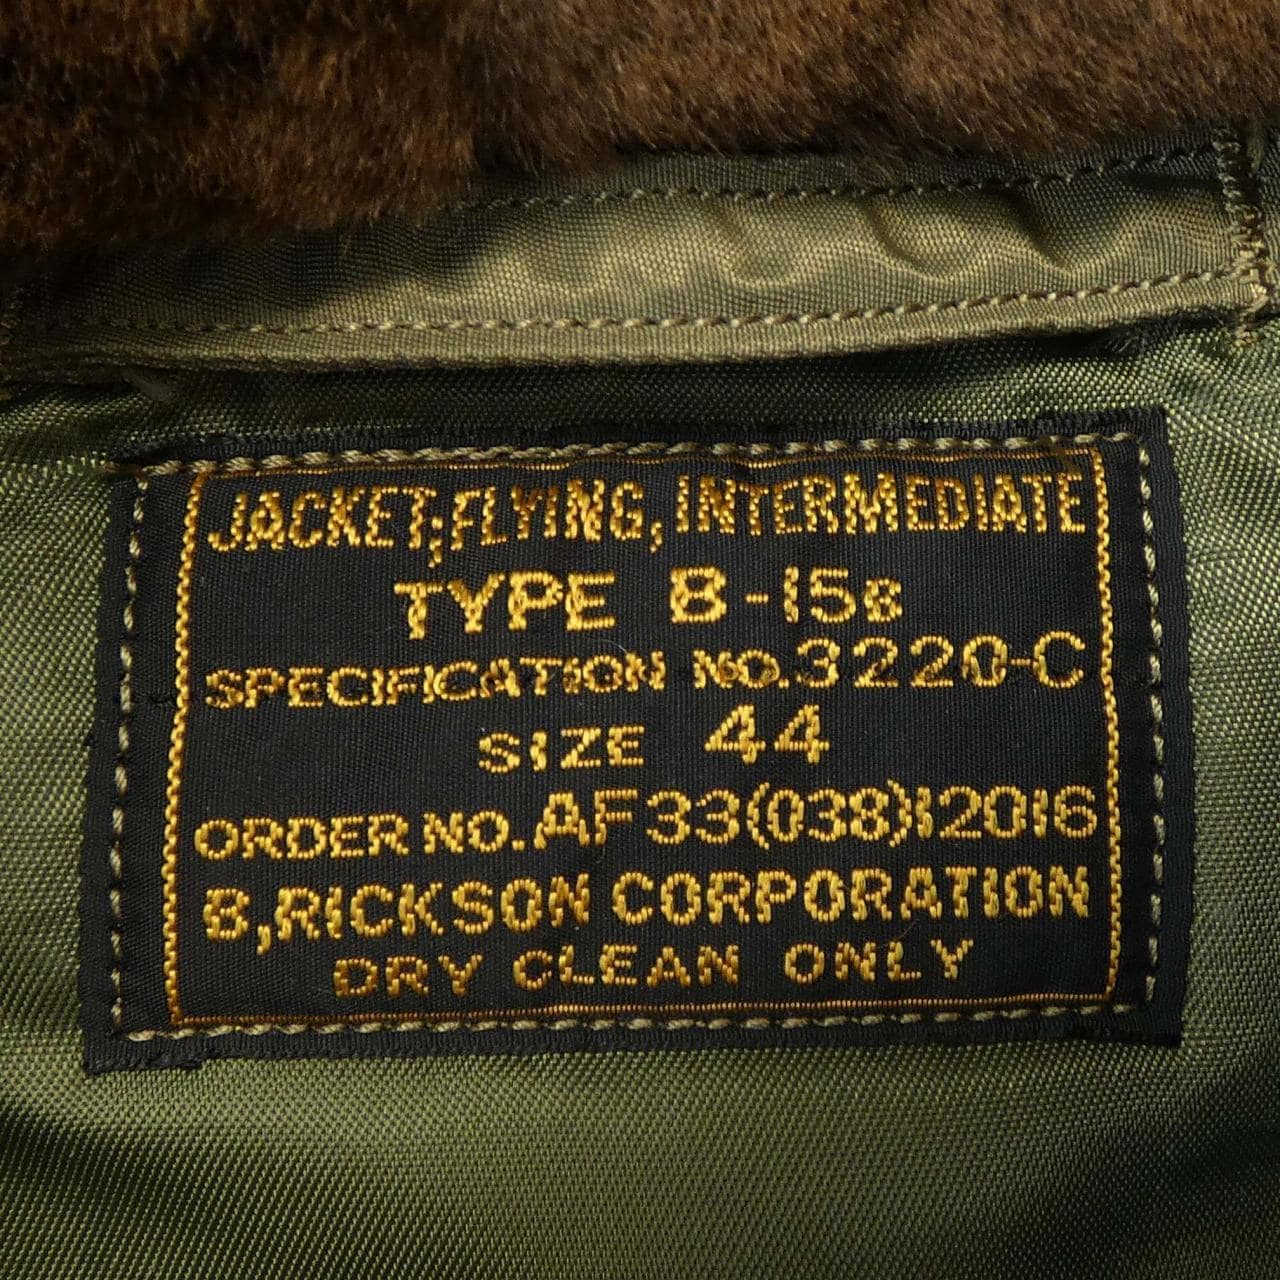 JACKET; FLYING, INTERMEDIATE
TYPE B-15B
SPECIFICATION NO. 3220-C
SIZE 44
ORDER NO. AF33(038)12016
B,RICKSON CORPORATION
DRY CLEAN ONLY